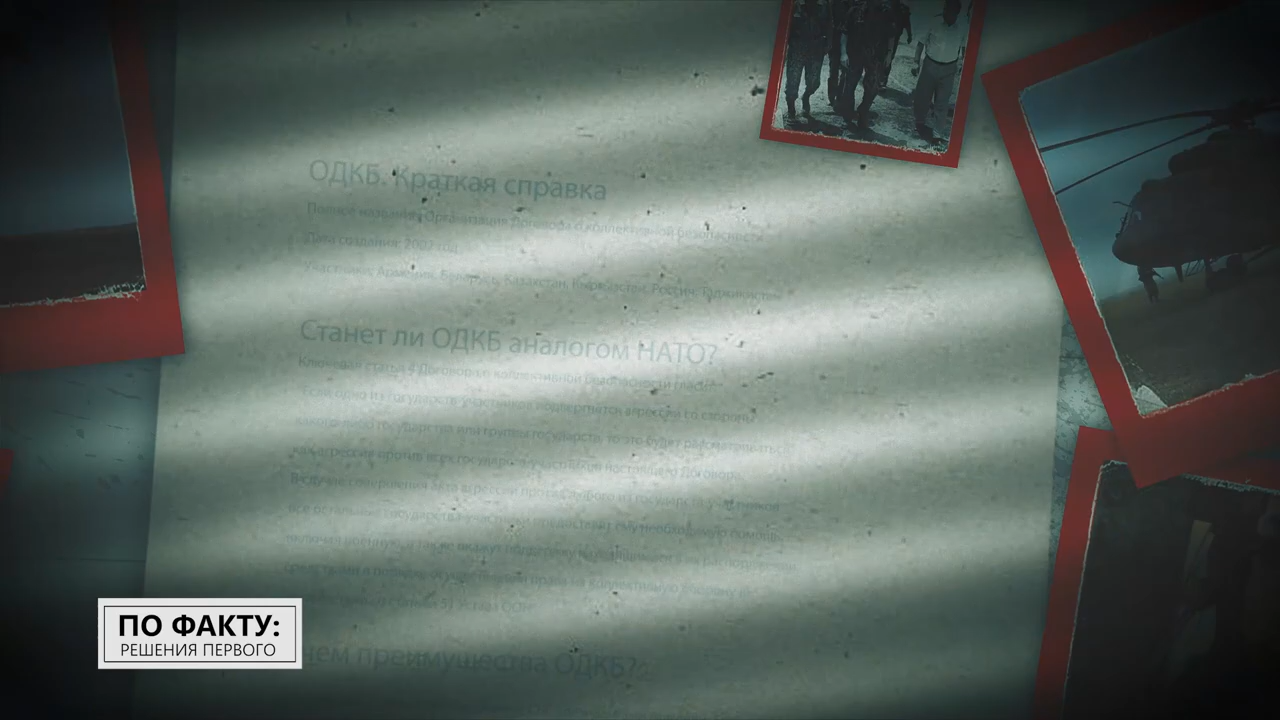 ОДКБ. Краткая справка
Полное название: Организация Договора о коллективной безопасности
Дата создания: 2002 год
Участники: Армения, Беларусь, Казахстан, Кыргызстан, Россия, Таджикистан
Станет ли ОДКБ аналогом НАТО?
Ключевая статья 4 Договора о коллективной безопасности гласит:
если одно из государств-участников подвергнется агрессии со стороны
какого-либо государства или группы государств, то это будет рассматриваться
как агрессия против всех государств-участников настоящего Договора.
В случае совершения акта агрессии против любого из государств-участников
все остальные государства-участники предоставят ему необходимую помощь,
включая военную, а также окажут поддержку находящимися в их распоряжении
средствами в порядке осуществления права на коллективную оборону
51 Устава ООН
чем преимущества ОДКБ?
ПО ФАКТУ:
РЕШЕНИЯ ПЕРВОГО